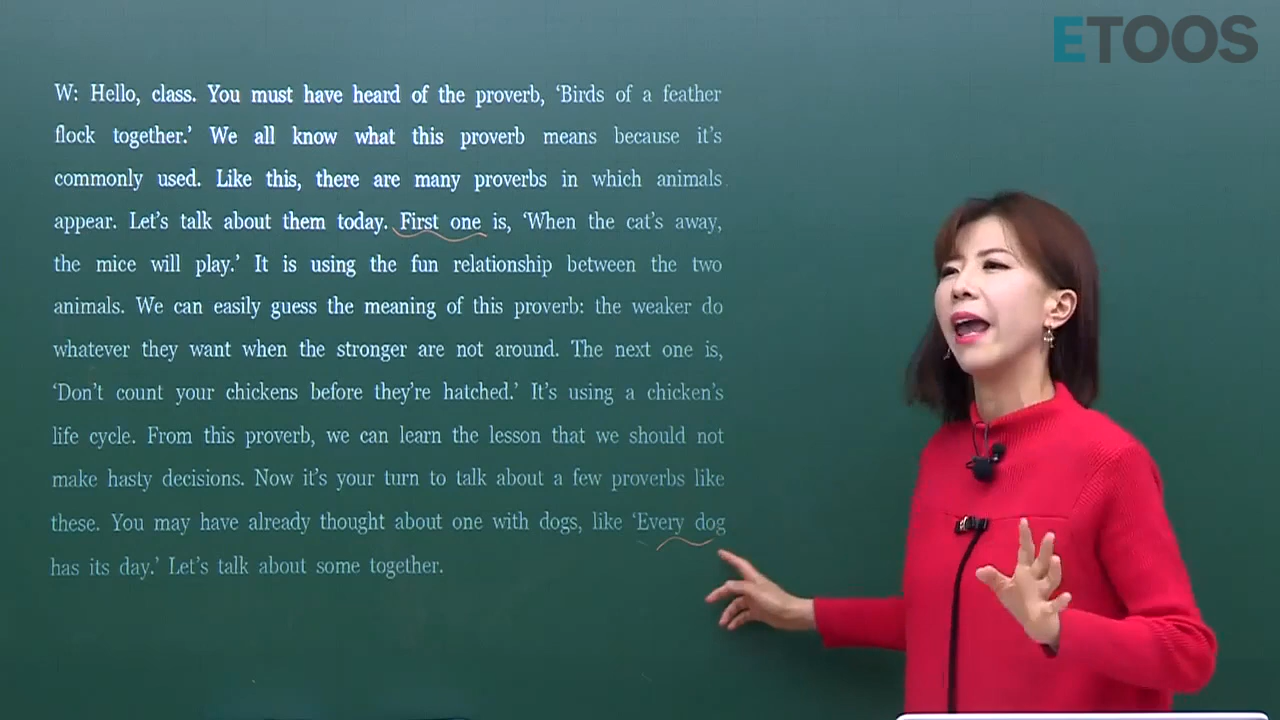 ETOOS
W: Hello, class. You must have heard of the proverb, ‘Birds of a feather
flock together.’ We all know what this proverb means because it’s
commonly used. Like this, there are many proverbs in which animals
appear. Let’s talk about them today. First one is, ‘When the cat’s away,
the mice will play.’ It is using the fun relationship between the two
animals. We can easily guess the meaning of this proverb: the weaker do
whatever they want when the stronger are not around. The next one is,
‘Don’t count your chickens before they’re hatched.’ It’s using a chicken’s
life cycle. From this proverb, we can learn the lesson that we should not
make hasty decisions. Now it’s your turn to talk about a few proverbs like
these. You may have already thought about one with dogs, like ‘Every dog
has its day.’ Let’s talk about some together.